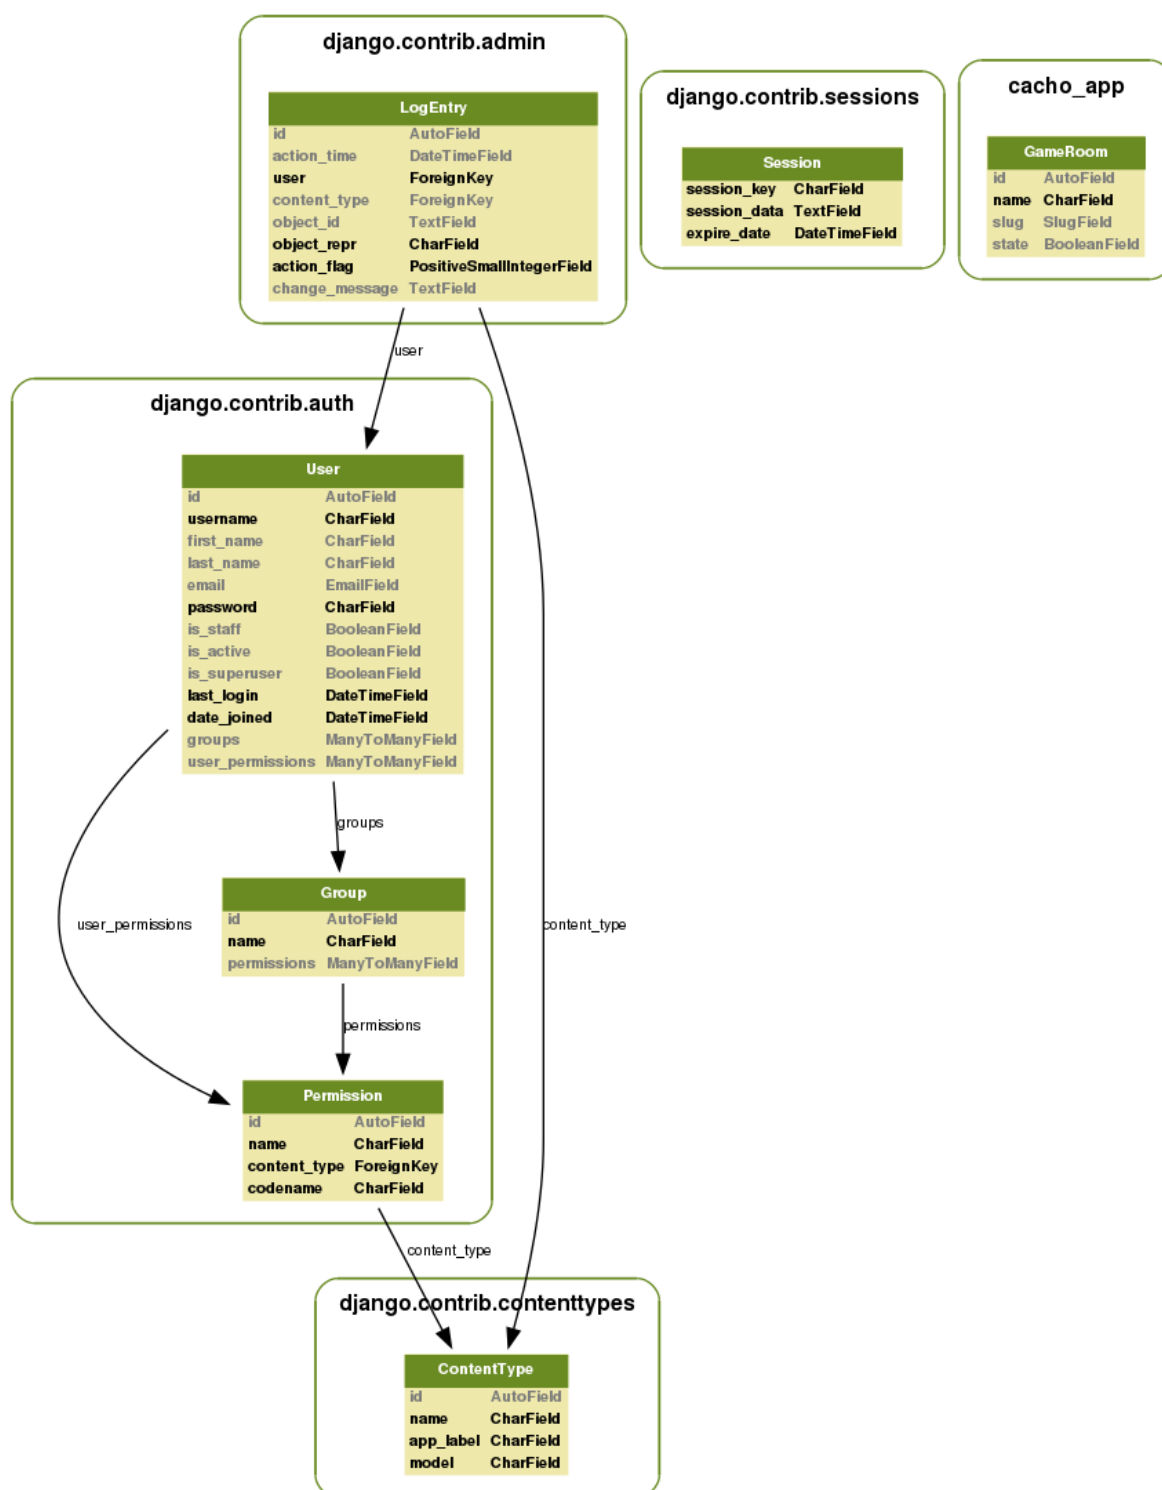 django.contrib.admin
LogEntry
id AutoField
action_time DateTimeField
user ForeignKey
content_type ForeignKey
object_id TextField
object_repr CharField
action_flag PositiveSmallIntegerField
change_message TextField
django.contrib.sessions
Session
session_key CharField
session_data TextField
expire_date DateTimeField
cacho_app
GameRoom
id AutoField
name CharField
slug SlugField
state BooleanField
user
django.contrib.auth
User
id AutoField
username CharField
first_name CharField
last_name CharField
email EmailField
password CharField
is_staff BooleanField
is_active BooleanField
is_superuser BooleanField
last_login DateTimeField
date_joined DateTimeField
groups ManyToManyField
user_permissions ManyToManyField
groups
Group
id AutoField
name CharField
permissions ManyToManyField
user_permissions
content_type
permissions
Permission
id AutoField
name CharField
content_type ForeignKey
codename CharField
content_type
django.contrib.contenttypes
ContentType
id AutoField
name CharField
app_label CharField
model CharField